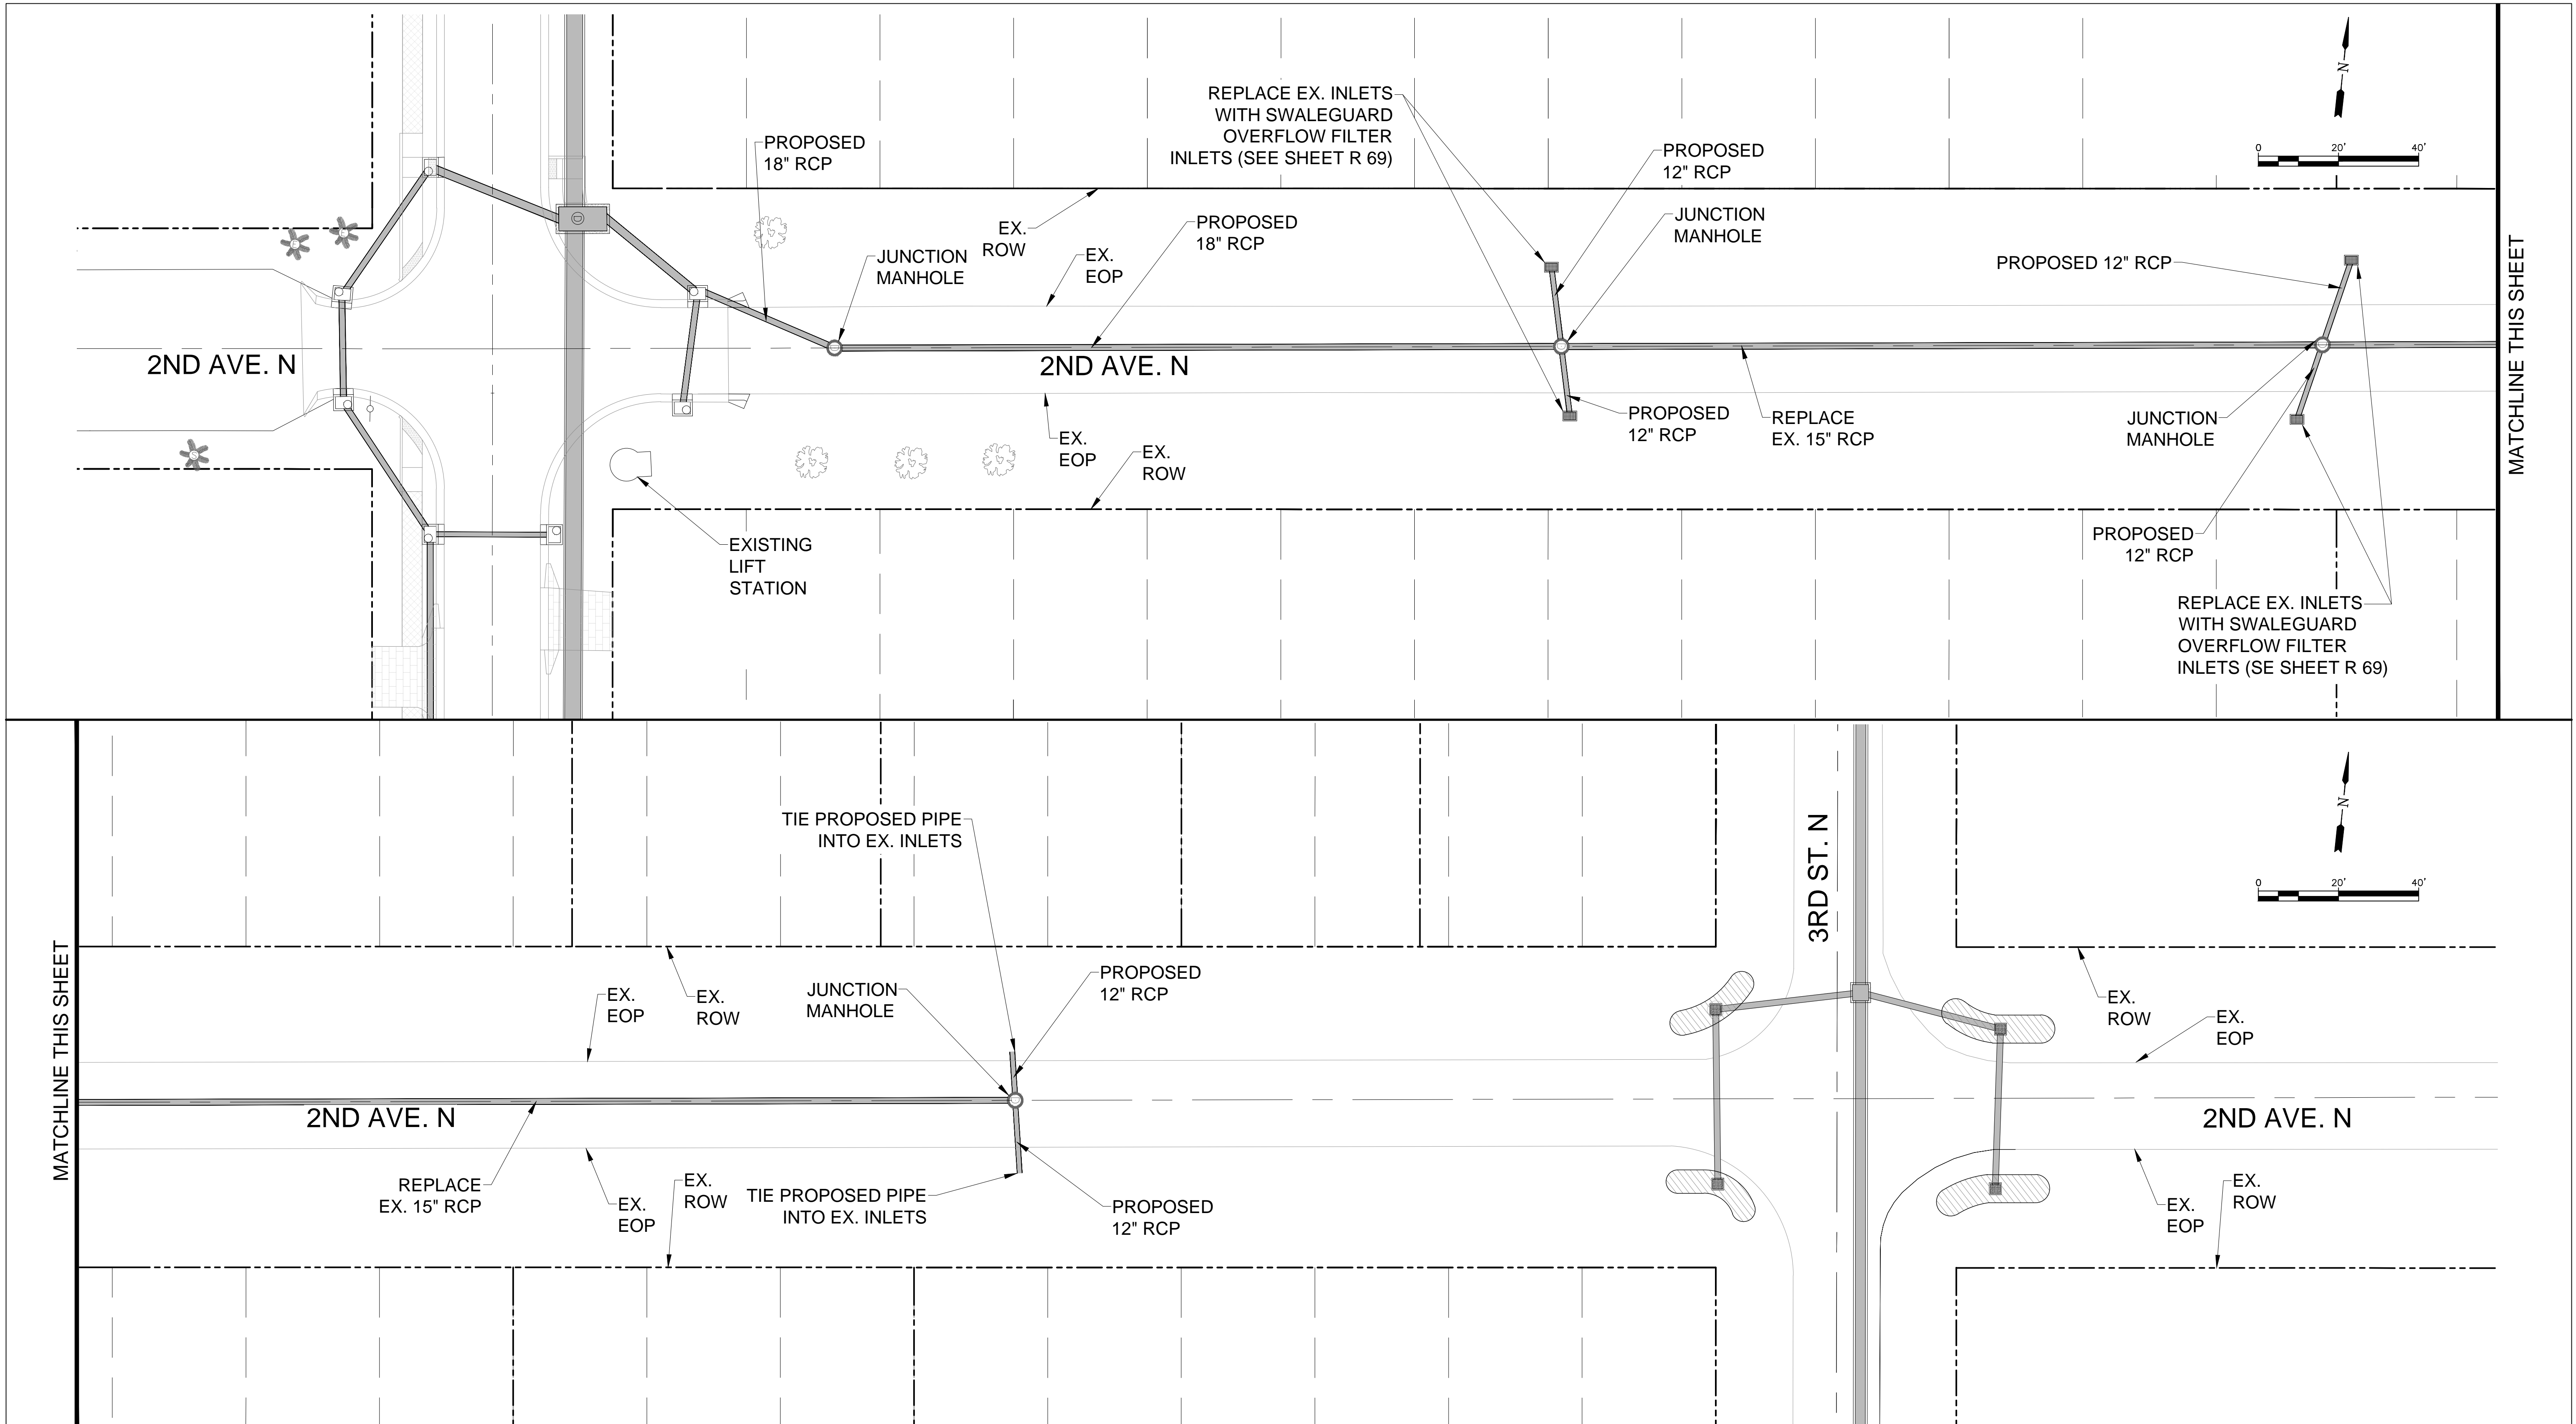 REPLACE EX. INLETS
WITH SWALEGUARD
OVERFLOW FILTER
INLETS (SEE SHEET R 69)
PROPOSED
18" RCP
PROPOSED
12" RCP
N
0 20' 40'
EX.
ROW
PROPOSED
18" RCP
JUNCTION
MANHOLE
JUNCTION
MANHOLE
EX.
EOP
PROPOSED 12" RCP
MATCHLINE THIS SHEET
2ND AVE. N
2ND AVE. N
PROPOSED
12" RCP
REPLACE
EX. 15" RCP
JUNCTION
MANHOLE
EX.
EOP
EX.
ROW
EXISTING
LIFT
STATION
PROPOSED
12" RCP
REPLACE EX. INLETS
WITH SWALEGUARD
OVERFLOW FILTER
INLETS (SE SHEET R 69)
N
0 20' 40'
TIE PROPOSED PIPE
INTO EX. INLETS
3RD ST. N
MATCHLINE THIS SHEET
EX.
EOP
EX.
ROW
JUNCTION
MANHOLE
PROPOSED
12" RCP
EX.
ROW
EX.
EOP
2ND AVE. N
2ND AVE. N
REPLACE
EX. 15" RCP
EX.
EOP
EX.
ROW
TIE PROPOSED PIPE
INTO EX. INLETS
PROPOSED
12" RCP
EX.
EOP
EX.
ROW